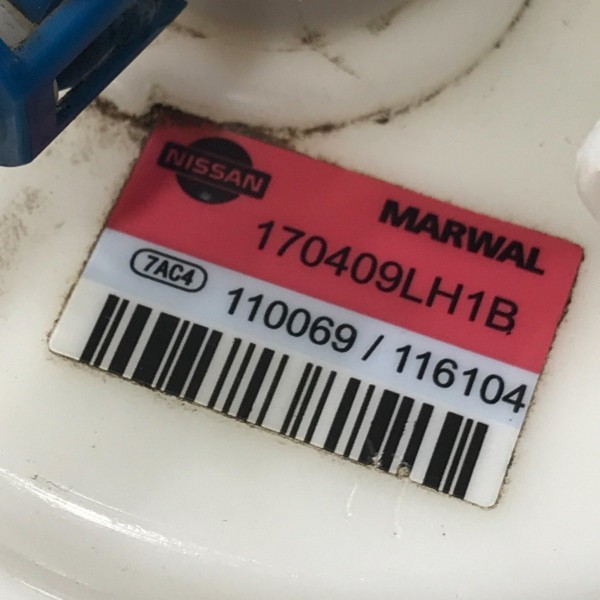 NISSAN
MARWAL
170409LH1B
7AC4
110069 / 116104